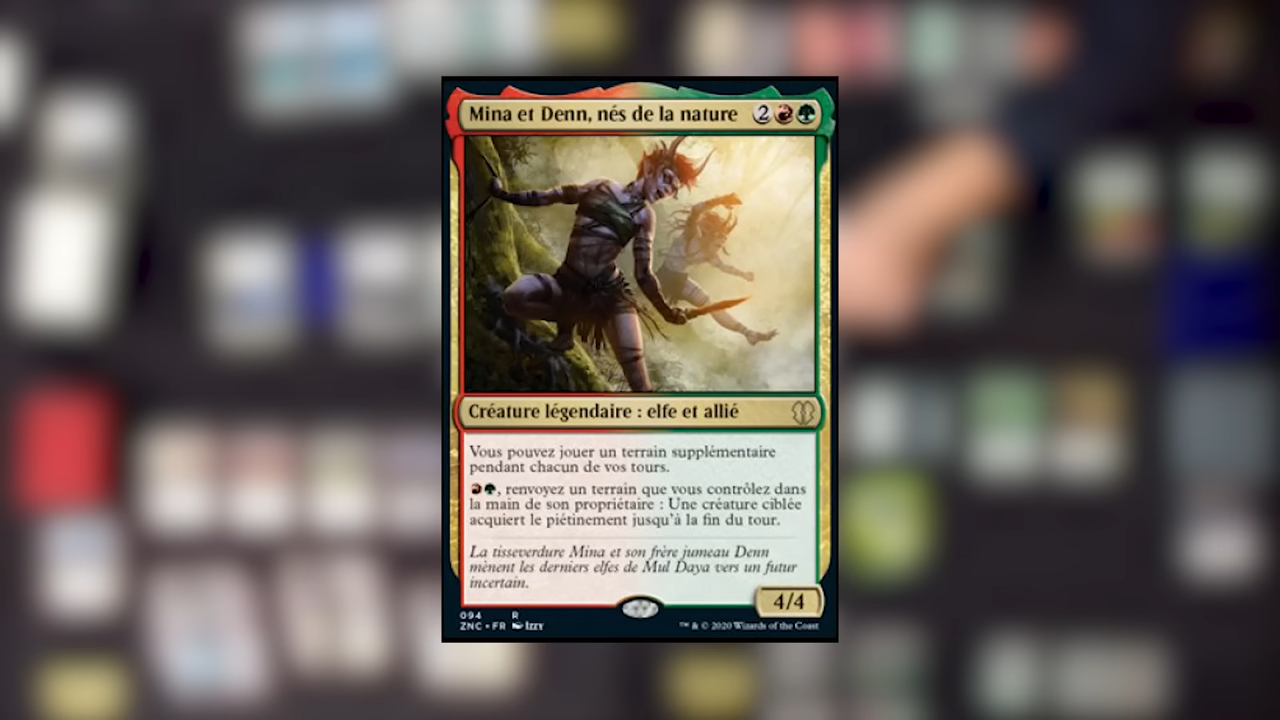 Mina et Denn, nés de la nature 2
Créature légendaire : elfe et allié
Vous pouvez jouer un terrain supplémentaire
pendant chacun de vos tours.
, renvoyez un terrain que vous contrôlez dans
la main de son propriétaire : Une créature ciblée
acquiert le piétinement jusqu'à la fin du tour.
La tisseverdure Mina et son frère jumeau Denn
mènent les derniers elfes de Mul Daya vers un futur
incertain.
4/4
094 R
ZNC • FR Izzy
™ & © 2020 Wizards of the Coast